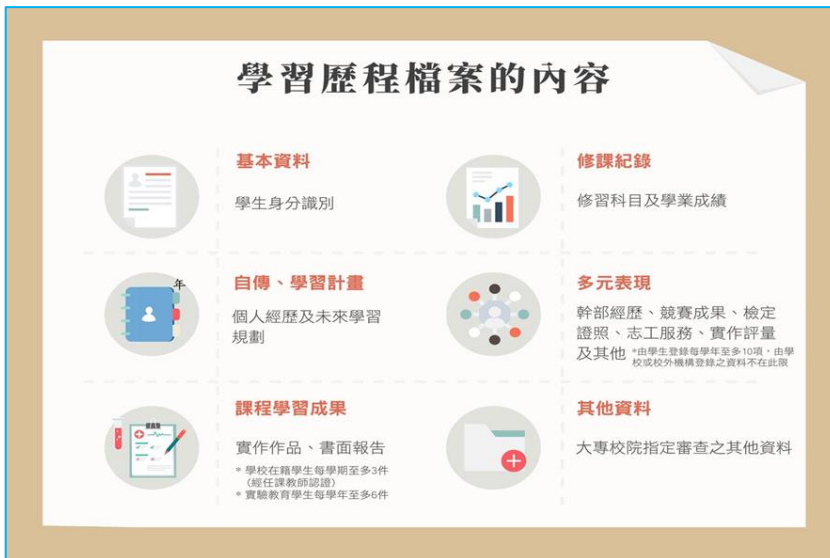 學習歷程檔案的內容
基本資料
學生身分識別
修課紀錄
修習科目及學業成績
年
自傳、學習計畫
個人經歷及未來學習
規劃
多元表現
幹部經歷、競賽成果、檢定
證照、志工服務、實作評量
及其他 *由學生登錄每學年至多10項，由學
校或校外機構登錄之資料不在此限
課程學習成果
實作作品、書面報告
* 學校在籍學生每學期至多3件
(經任課教師認證)
* 實驗教育學生每學年至多6件
其他資料
大專校院指定審查之其他資料